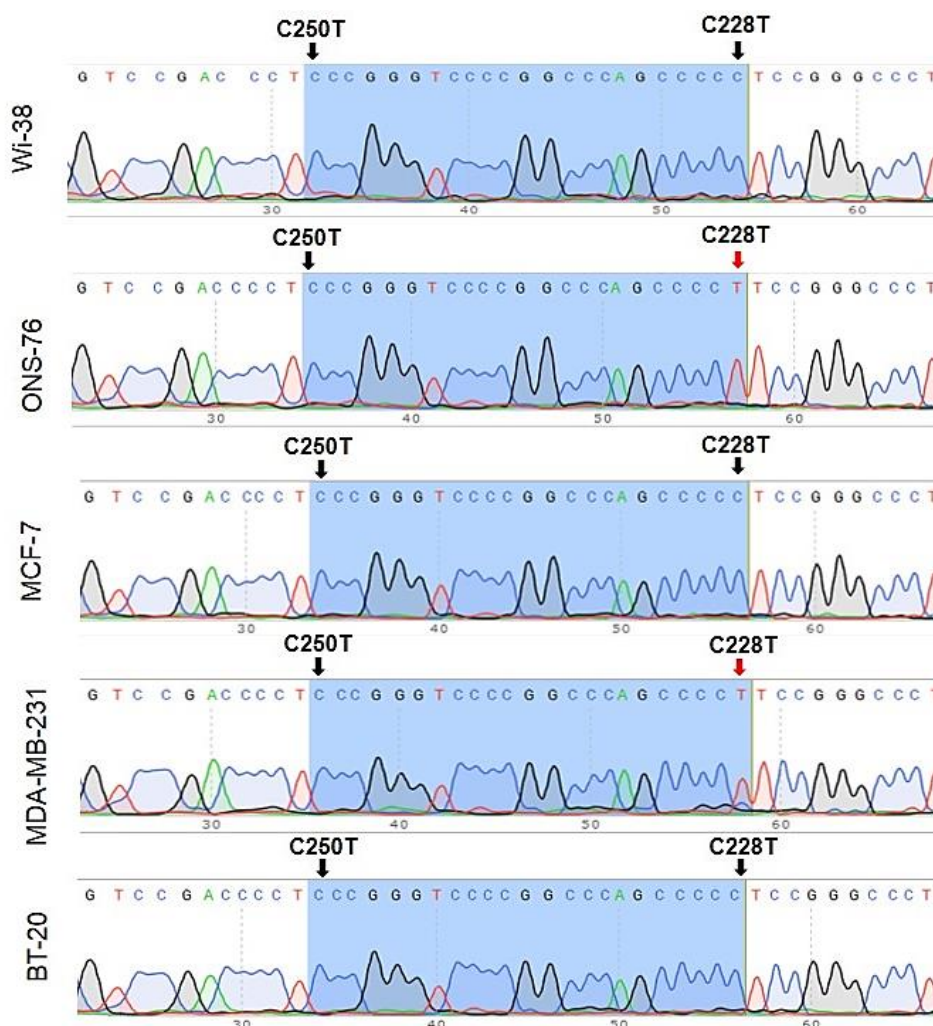 C250T C228T
Wi-38
G T C C G A C C C T C C C G G G T C C C C G G C C C A G C C C C C T C C G G G C C C T
30 40 50 60
C250T C228T
ONS-76
G T C C G A C C C C T C C C G G G T C C C C G G C C C A G C C C C T T C C G G G C C C T
30 40 50 60
C250T C228T
MCF-7
G T C C G A C C C C T C C C G G G T C C C C G G C C C A G C C C C C T C C G G G C C C T
30 40 50 60
C250T C228T
MDA-MB-231
G T C C G A C C C C T C C C G G G T C C C C G G C C C A G C C C C T T C C G G G C C C T
30 40 50 60
C250T C228T
BT-20
G T C C G A C C C C T C C C G G G T C C C C G G C C C A G C C C C C T C C G G G C C C T
30 40 50 60